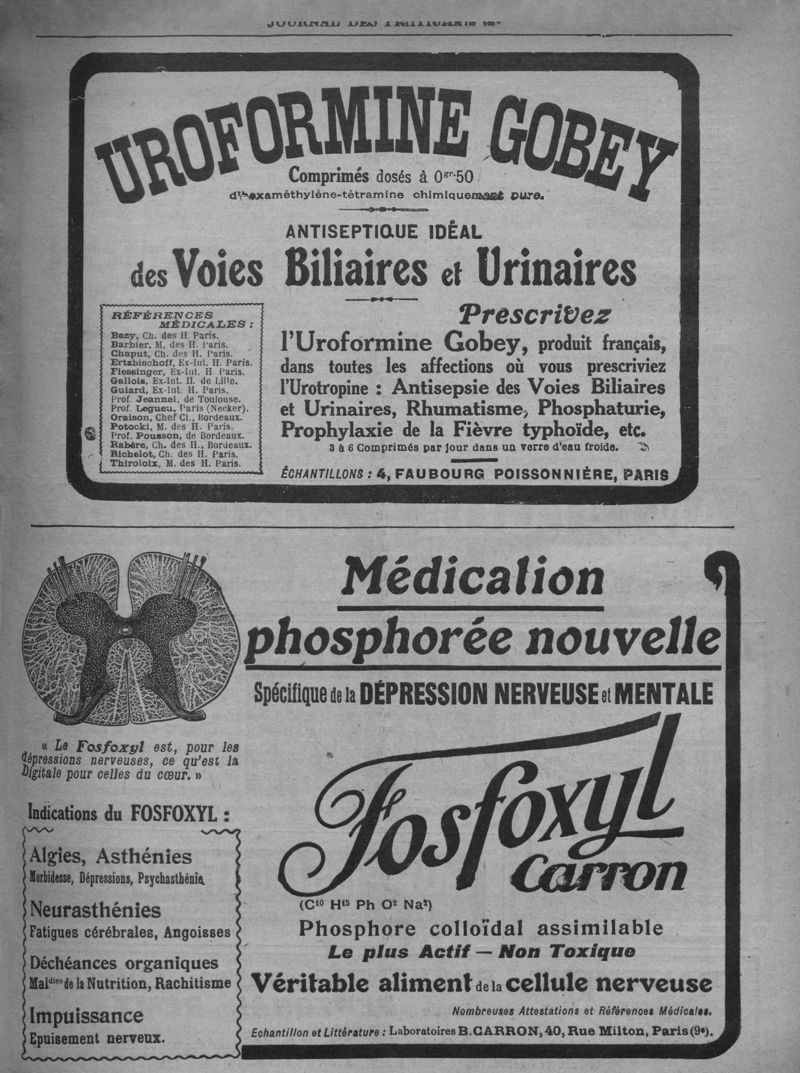 JOURNAL DES PRATICIENS
UROFORMINE GOBEY
Comprimés dosés à 0gr.50
d'hexaméthylène-tétramine chimiquement pure.
ANTISEPTIQUE IDÉAL
des Voies Biliaires et Urinaires
RÉFÉRENCES
MÉDICALES :
Bazy, Ch. des H. Paris.
Barbier, M. des H. Paris.
Chaput, Ch. des H. Paris.
Ertzbischoff, Ex-Int. H. Paris.
Fiessinger, Ex-Int. H. Paris.
Gallois, Ex-Int. H. de Lille.
Guiard, Ex-Int. H. Paris.
Prof. Jeannel, de Toulouse.
Prof. Legueu, Paris (Necker).
Oraison, Chef Cl., Bordeaux.
Potocki, M. des H. Paris.
Prof. Pousson, de Bordeaux.
Rabère, Ch. des H., Bordeaux.
Richelot, Ch. des H. Paris.
Thiroloix, M. des H. Paris.
Prescrivez
l'Uroformine Gobey, produit français,
dans toutes les affections où vous prescriviez
l'Urotropine : Antisepsie des Voies Biliaires
et Urinaires, Rhumatisme, Phosphaturie,
Prophylaxie de la Fièvre typhoïde, etc.
3 à 6 Comprimés par jour dans un verre d'eau froide.
ÉCHANTILLONS : 4, FAUBOURG POISSONNIÈRE, PARIS
Médication
phosphorée nouvelle
Spécifique de la DÉPRESSION NERVEUSE et MENTALE
« Le Fosfoxyl est, pour les
dépressions nerveuses, ce qu'est la
Digitale pour celles du cœur. »
Indications du FOSFOXYL :
Algies, Asthénies
Morbidesse, Dépressions, Psychasthénie
Neurasthénies
Fatigues cérébrales, Angoisses
Déchéances organiques
Maldies de la Nutrition, Rachitisme
Impuissance
Epuisement nerveux.
Fosfoxyl
Carron
(C10 H15 Ph O2 Na2)
Phosphore colloïdal assimilable
Le plus Actif — Non Toxique
Véritable aliment de la cellule nerveuse
Nombreuses Attestations et Références Médicales.
Echantillon et Littérature : Laboratoires B. CARRON, 40, Rue Milton, Paris (9e).